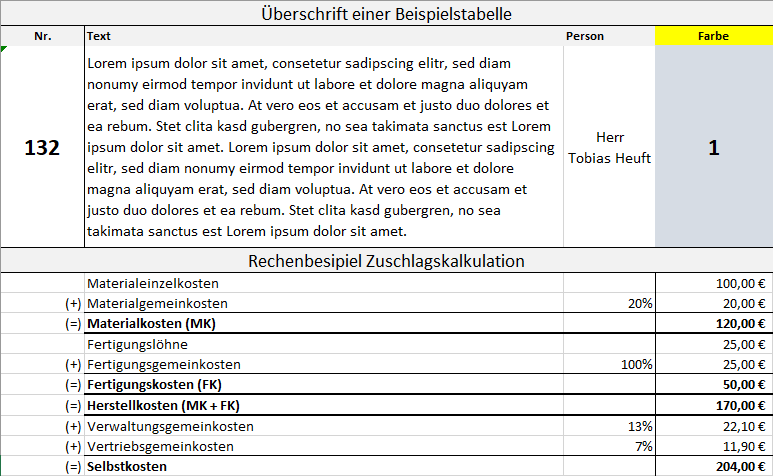 Überschrift einer Beispielstabelle
Nr. Text Person Farbe
132
Lorem ipsum dolor sit amet, consetetur sadipscing elitr, sed diam
nonumy eirmod tempor invidunt ut labore et dolore magna aliquyam
erat, sed diam voluptua. At vero eos et accusam et justo duo dolores et
ea rebum. Stet clita kasd gubergren, no sea takimata sanctus est Lorem
ipsum dolor sit amet. Lorem ipsum dolor sit amet, consetetur sadipscing
elitr, sed diam nonumy eirmod tempor invidunt ut labore et dolore
magna aliquyam erat, sed diam voluptua. At vero eos et accusam et
justo duo dolores et ea rebum. Stet clita kasd gubergren, no sea
takimata sanctus est Lorem ipsum dolor sit amet.
Herr
Tobias Heuft
1
Rechenbesipiel Zuschlagskalkulation
Materialeinzelkosten 100,00 €
(+) Materialgemeinkosten 20% 20,00 €
(=) Materialkosten (MK) 120,00 €
Fertigungslöhne 25,00 €
(+) Fertigungsgemeinkosten 100% 25,00 €
(=) Fertigungskosten (FK) 50,00 €
(=) Herstellkosten (MK + FK) 170,00 €
(+) Verwaltungsgemeinkosten 13% 22,10 €
(+) Vertriebsgemeinkosten 7% 11,90 €
(=) Selbstkosten 204,00 €